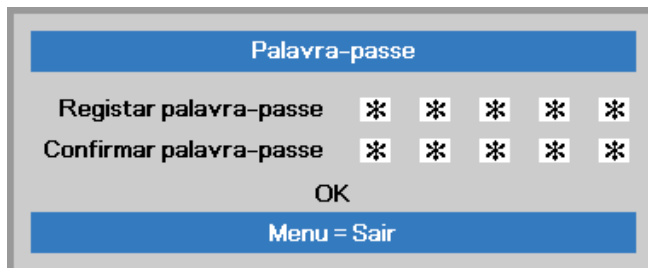 Palavra-passe
Registar palavra-passe * * * * *
Confirmar palavra-passe * * * * *
OK
Menu = Sair